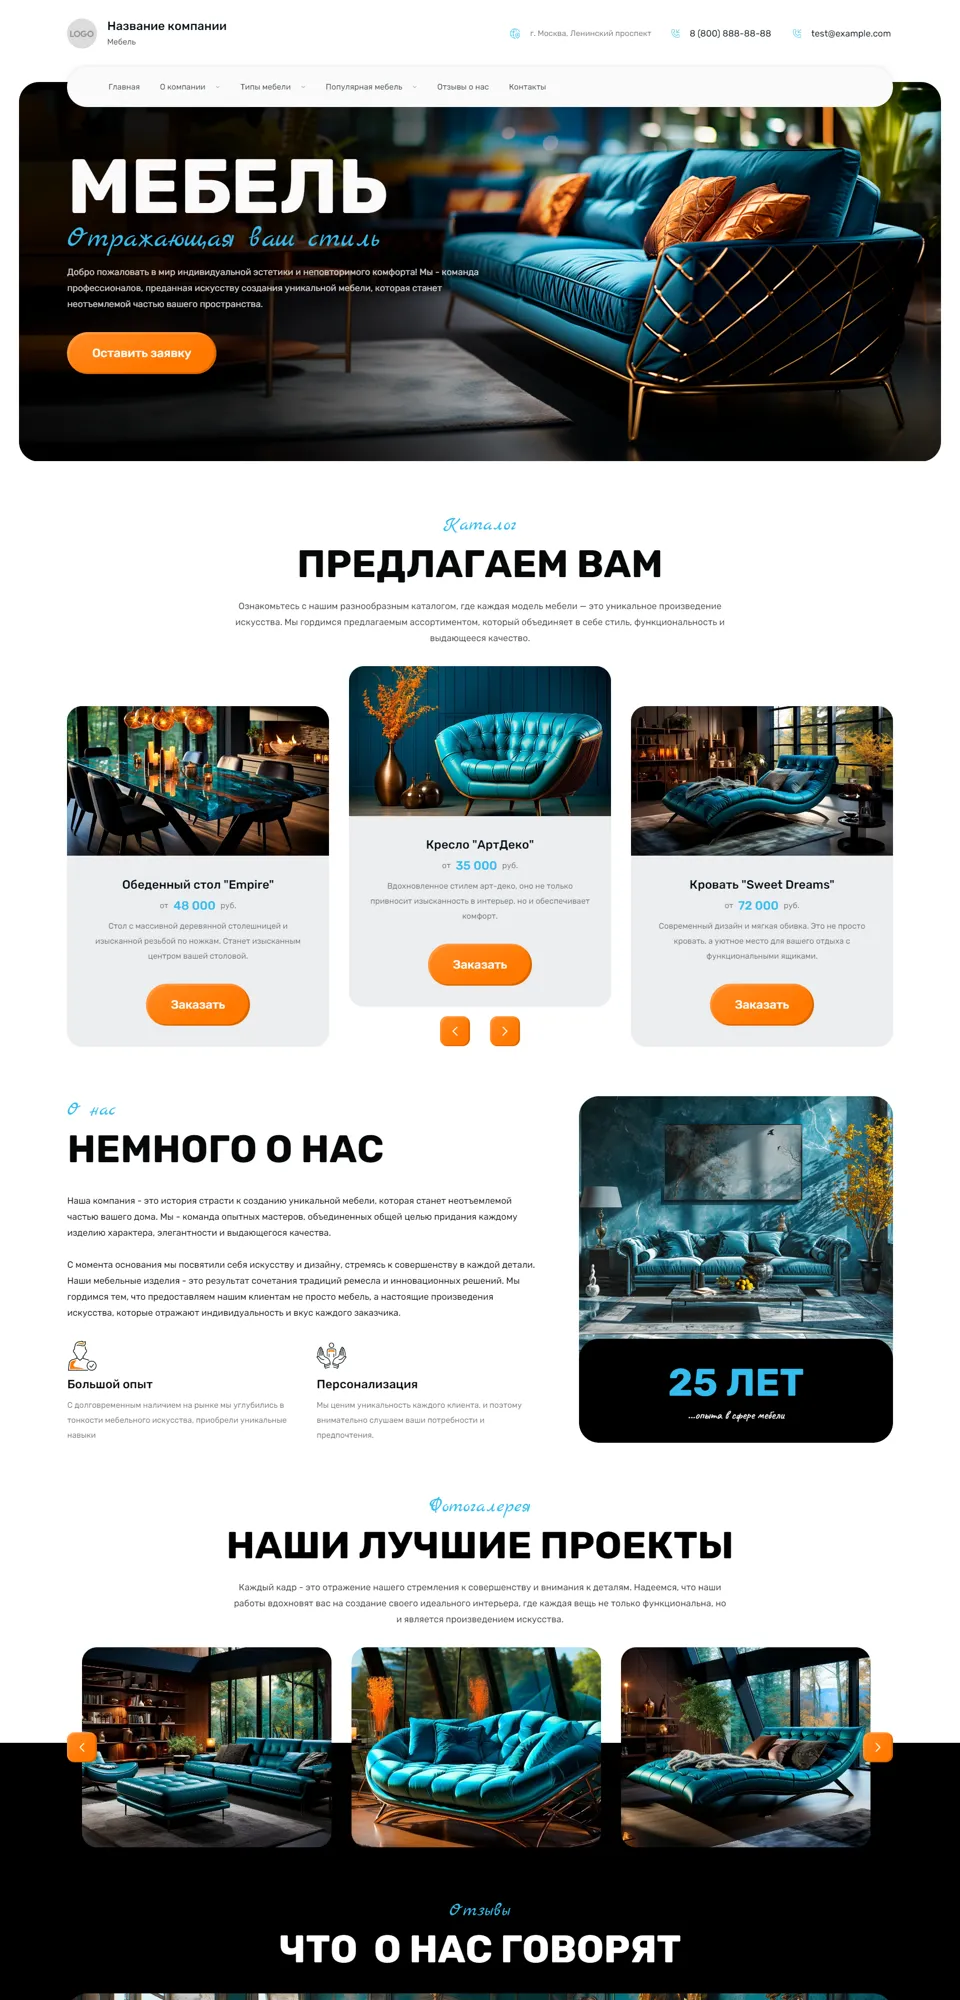 LOGO
Название компании
Мебель
г. Москва, Ленинский проспект
8 (800) 888-88-88
test@example.com
Главная
О компании
Типы мебели
Популярная мебель
Отзывы о нас
Контакты
МЕБЕЛЬ
Отражающая ваш стиль
Добро пожаловать в мир индивидуальной эстетики и неповторимого комфорта! Мы - команда
профессионалов, преданная искусству создания уникальной мебели, которая станет
неотъемлемой частью вашего пространства.
Оставить заявку
Каталог
ПРЕДЛАГАЕМ ВАМ
Ознакомьтесь с нашим разнообразным каталогом, где каждая модель мебели — это уникальное произведение
искусства. Мы гордимся предлагаемым ассортиментом, который объединяет в себе стиль, функциональность и
выдающееся качество.
Обеденный стол "Empire"
от 48 000 руб.
Стол с массивной деревянной столешницей и
изысканной резьбой по ножкам. Станет изысканным
центром вашей столовой.
Заказать
Кресло "АртДеко"
от 35 000 руб.
Вдохновленное стилем арт-деко, оно не только
привносит изысканность в интерьер, но и обеспечивает
комфорт.
Заказать
Кровать "Sweet Dreams"
от 72 000 руб.
Современный дизайн и мягкая обивка. Это не просто
кровать, а уютное место для вашего отдыха с
функциональными ящиками.
Заказать
О нас
НЕМНОГО О НАС
Наша компания - это история страсти к созданию уникальной мебели, которая станет неотъемлемой
частью вашего дома. Мы - команда опытных мастеров, объединенных общей целью придания каждому
изделию характера, элегантности и выдающегося качества.
С момента основания мы посвятили себя искусству и дизайну, стремясь к совершенству в каждой детали.
Наши мебельные изделия - это результат сочетания традиций ремесла и инновационных решений. Мы
гордимся тем, что предоставляем нашим клиентам не просто мебель, а настоящие произведения
искусства, которые отражают индивидуальность и вкус каждого заказчика.
Большой опыт
С долговременным наличием на рынке мы углубились в
тонкости мебельного искусства, приобрели уникальные
навыки
Персонализация
Мы ценим уникальность каждого клиента, и поэтому
внимательно слушаем ваши потребности и
предпочтения.
25 ЛЕТ
...опыта в сфере мебели
Фотогалерея
НАШИ ЛУЧШИЕ ПРОЕКТЫ
Каждый кадр - это отражение нашего стремления к совершенству и внимания к деталям. Надеемся, что наши
работы вдохновят вас на создание своего идеального интерьера, где каждая вещь не только функциональна, но
и является произведением искусства.
Отзывы
ЧТО О НАС ГОВОРЯТ